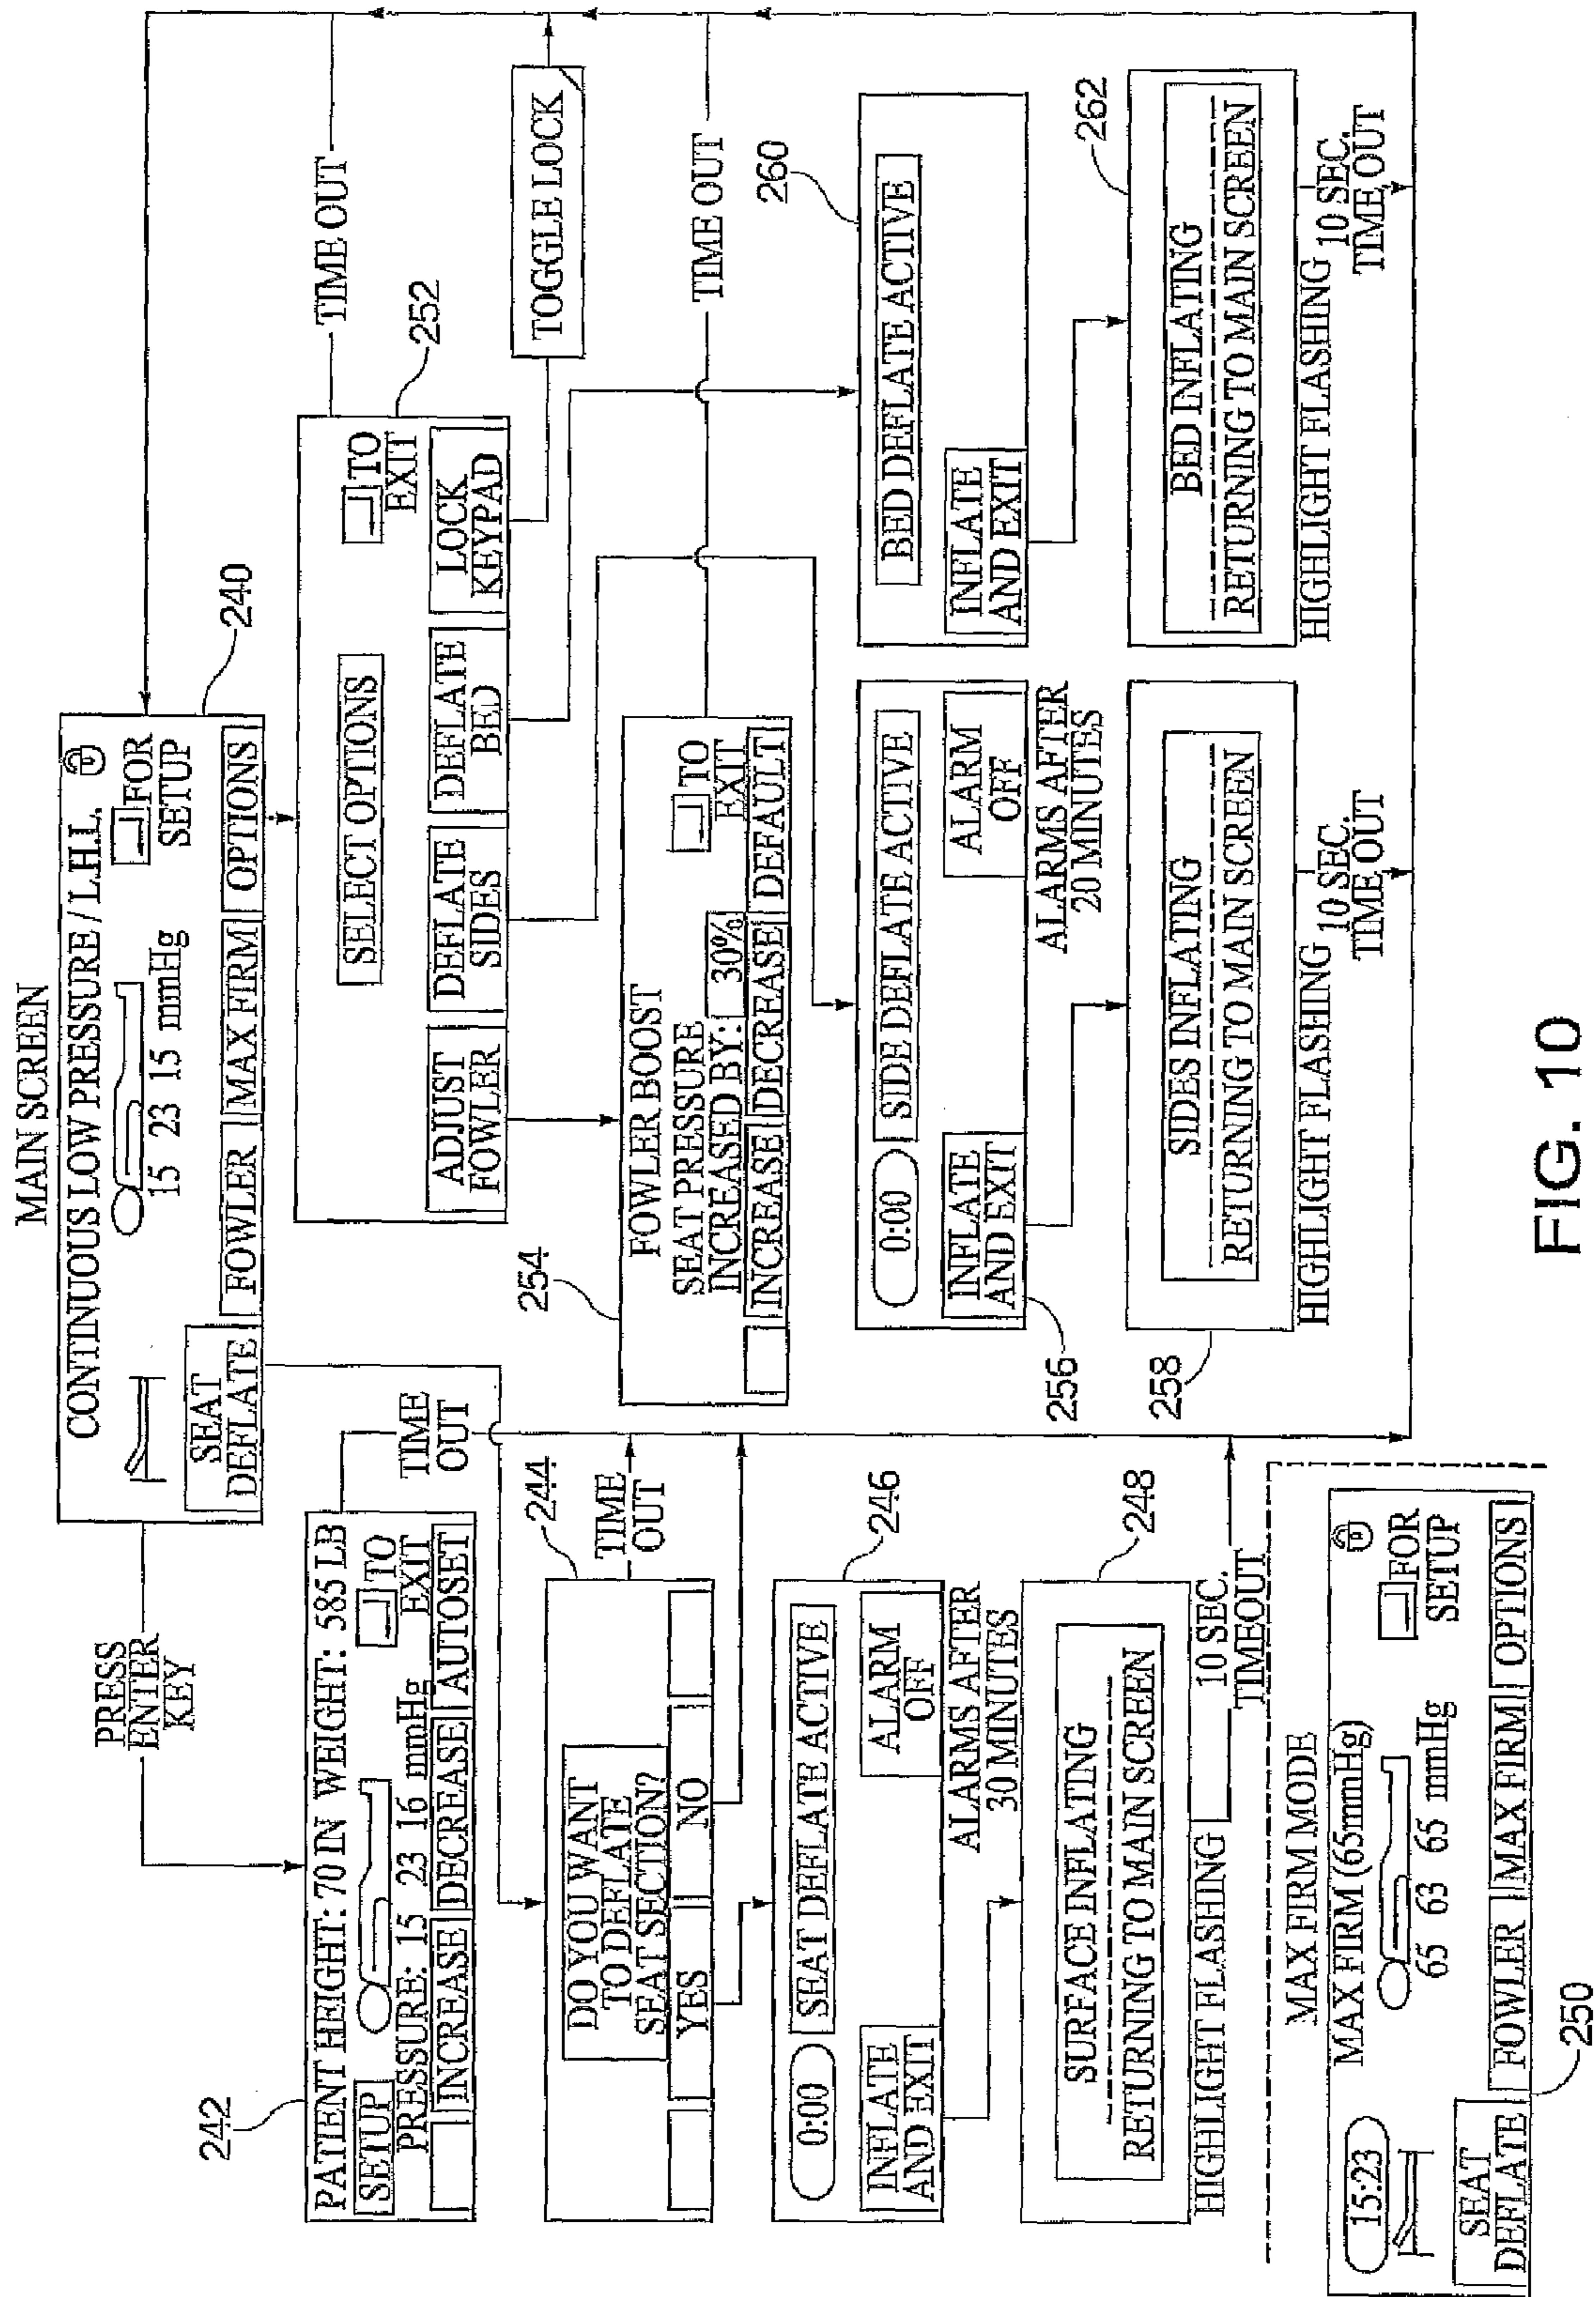 MAIN SCREEN
CONTINUOUS LOW PRESSURE / I.H.I.
FOR
SETUP
15 23 15 mmHg
SEAT
DEFLATE
FOWLER
MAX FIRM
OPTIONS
240
PRESS
ENTER
KEY
242
PATIENT HEIGHT: 70 IN WEIGHT: 585 LB
SETUP
TO
EXIT
PRESSURE: 15 23 16 mmHg
INCREASE
DECREASE
AUTOSET
TIME
OUT
244
DO YOU WANT
TO DEFLATE
SEAT SECTION?
YES
NO
TIME
OUT
246
0:00
SEAT DEFLATE ACTIVE
INFLATE
AND EXIT
ALARM
OFF
ALARMS AFTER
30 MINUTES
248
SURFACE INFLATING
RETURNING TO MAIN SCREEN
HIGHLIGHT FLASHING
10 SEC.
TIMEOUT
MAX FIRM MODE
15:23
MAX FIRM (65mmHg)
FOR
SETUP
65 63 65 mmHg
SEAT
DEFLATE
FOWLER
MAX FIRM
OPTIONS
250
252
SELECT OPTIONS
TO
EXIT
ADJUST
FOWLER
DEFLATE
SIDES
DEFLATE
BED
LOCK
KEYPAD
TIME OUT
TOGGLE LOCK
254
FOWLER BOOST
SEAT PRESSURE
INCREASED BY: 30%
TO
EXIT
INCREASE
DECREASE
DEFAULT
TIME OUT
256
0:00
SIDE DEFLATE ACTIVE
INFLATE
AND EXIT
ALARM
OFF
ALARMS AFTER
20 MINUTES
258
SIDES INFLATING
RETURNING TO MAIN SCREEN
HIGHLIGHT FLASHING
10 SEC.
TIME OUT
260
BED DEFLATE ACTIVE
INFLATE
AND EXIT
262
BED INFLATING
RETURNING TO MAIN SCREEN
HIGHLIGHT FLASHING
10 SEC.
TIME OUT
FIG. 10